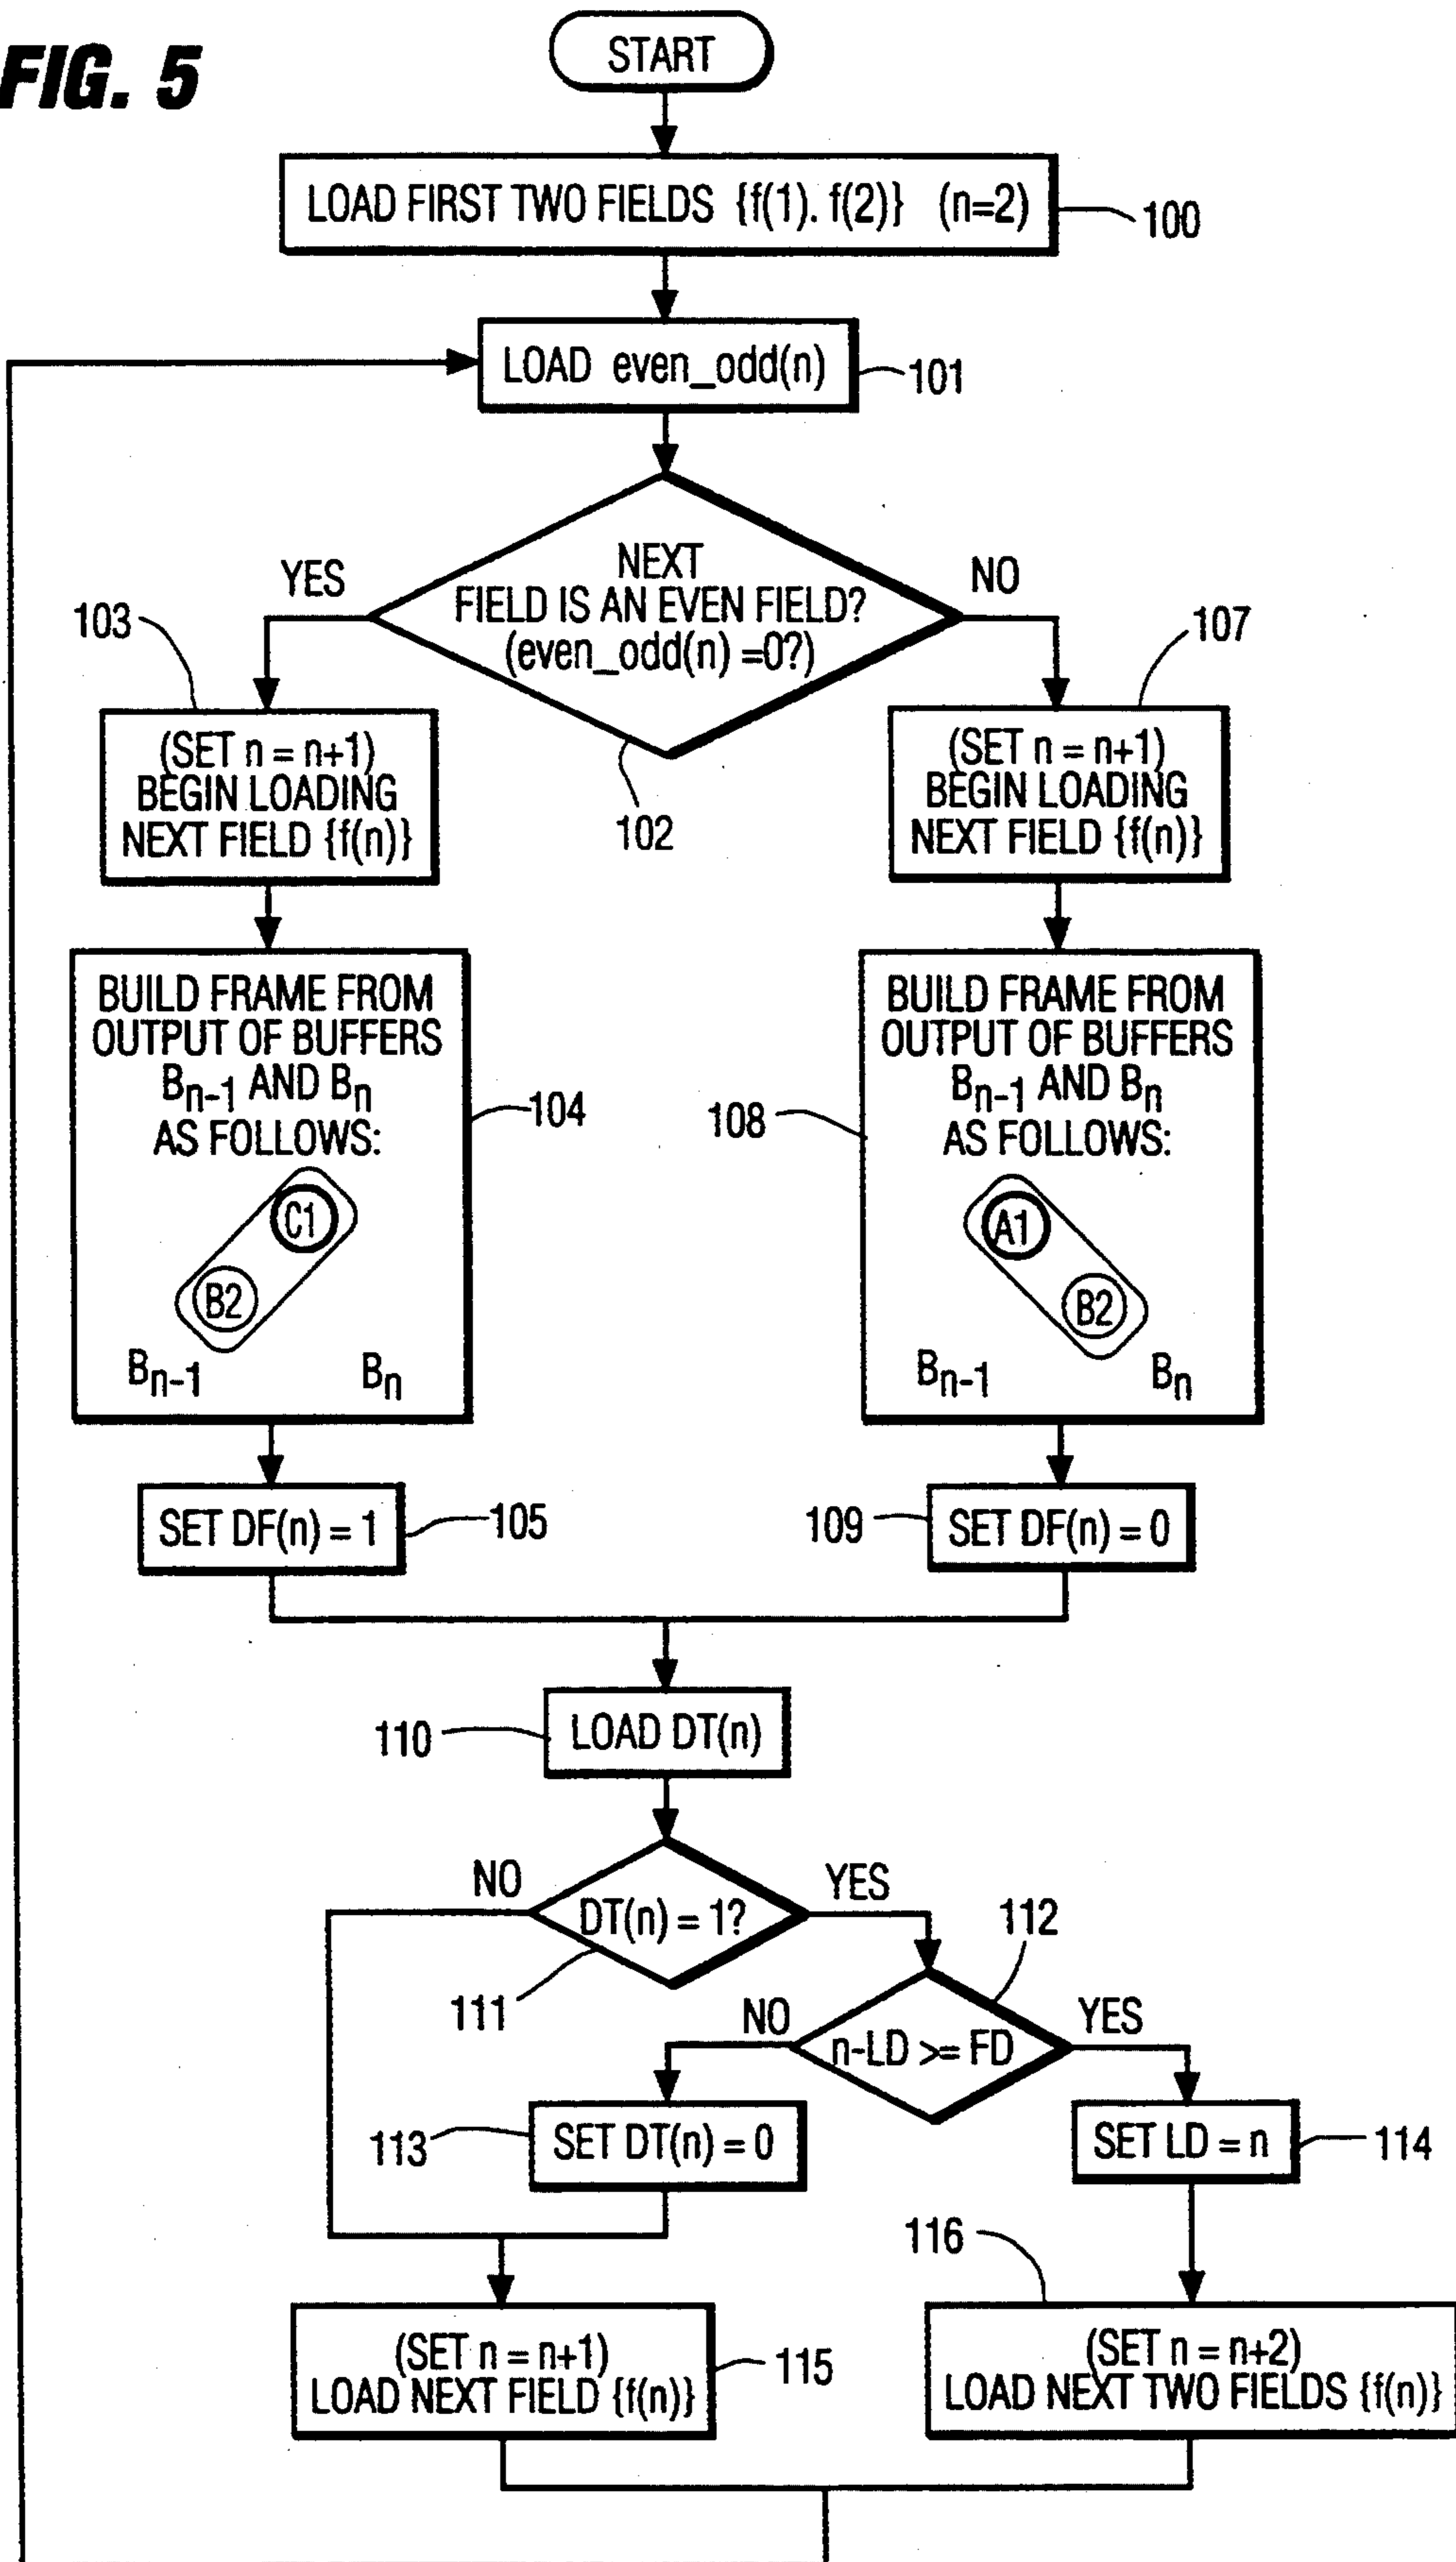 FIG. 5
START
LOAD FIRST TWO FIELDS {f(1). f(2)} (n=2)
100
LOAD even_odd(n)
101
NEXT
FIELD IS AN EVEN FIELD?
(even_odd(n) =0?)
YES
NO
102
103
(SET n = n+1)
BEGIN LOADING
NEXT FIELD {f(n)}
107
(SET n = n+1)
BEGIN LOADING
NEXT FIELD {f(n)}
BUILD FRAME FROM
OUTPUT OF BUFFERS
Bn-1 AND Bn
AS FOLLOWS:
C1
B2
Bn-1 Bn
104
BUILD FRAME FROM
OUTPUT OF BUFFERS
Bn-1 AND Bn
AS FOLLOWS:
A1
B2
Bn-1 Bn
108
SET DF(n) = 1
105
SET DF(n) = 0
109
LOAD DT(n)
110
DT(n) = 1?
NO
YES
111
n-LD >= FD
112
NO
YES
SET DT(n) = 0
113
SET LD = n
114
(SET n = n+1)
LOAD NEXT FIELD {f(n)}
115
116
(SET n = n+2)
LOAD NEXT TWO FIELDS {f(n)}